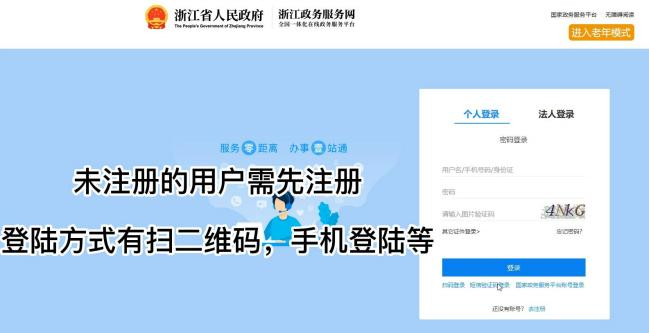 浙江省人民政府
The People's Government of Zhejiang Province
浙江政务服务网
全国一体化在线政务服务平台
国家政务服务平台 无障碍阅读
进入老年模式
个人登录 法人登录
密码登录
服务零距离 办事壹站通
用户名/手机号码/身份证
密码
请输入图片验证码 4NkG
其它证件登录> 忘记密码?
登录
扫码登录 短信验证码登录 国家政务服务平台账号登录
还没有账号? 去注册
未注册的用户需先注册
登陆方式有扫二维码，手机登陆等